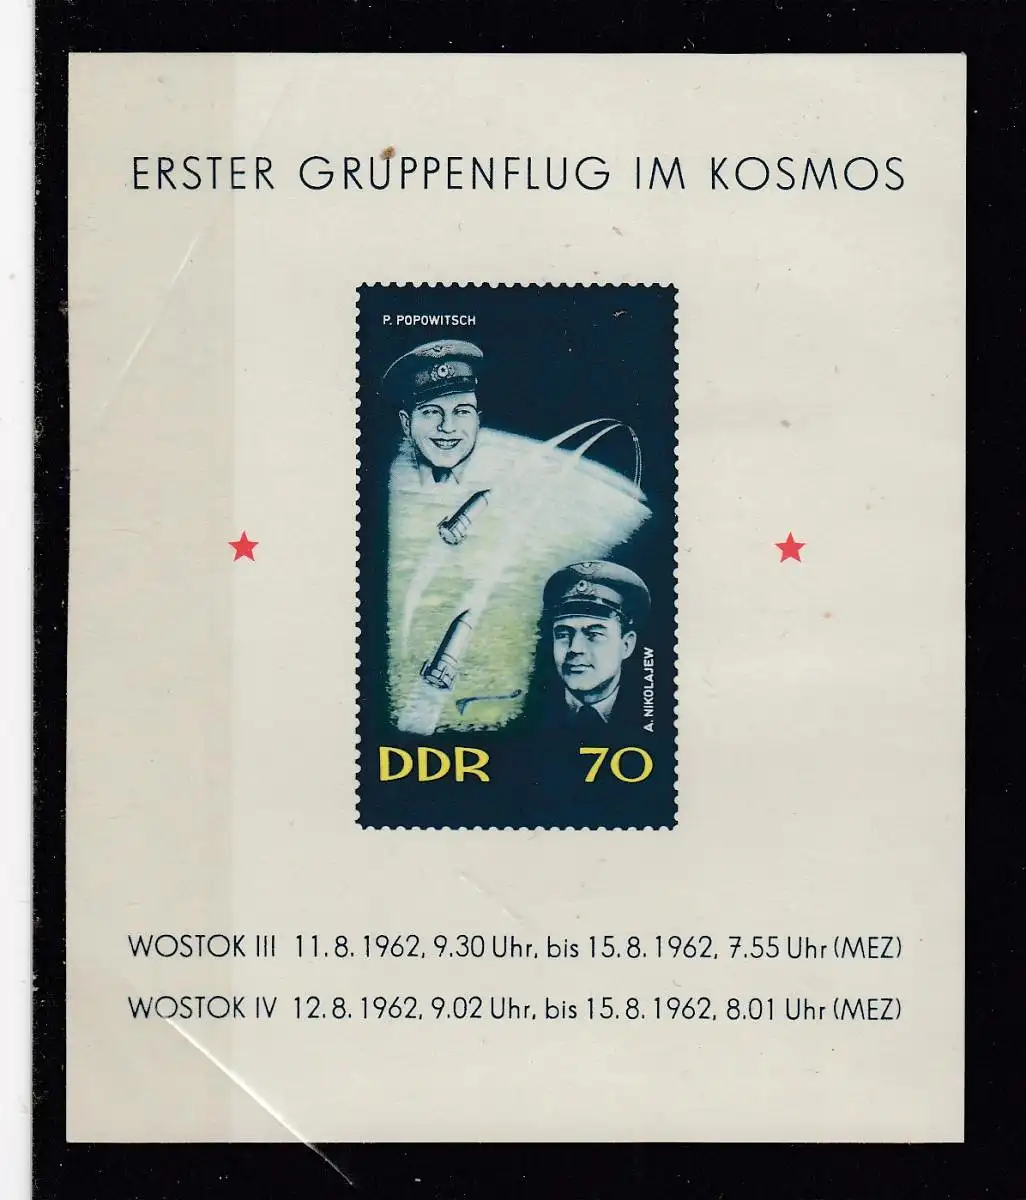 ERSTER GRUPPENFLUG IM KOSMOS
P. POPOWITSCH
A. NIKOLAJEW
DDR 70
WOSTOK III 11.8.1962, 9.30 Uhr, bis 15.8.1962, 7.55 Uhr (MEZ)
WOSTOK IV 12.8.1962, 9.02 Uhr, bis 15.8.1962, 8.01 Uhr (MEZ)